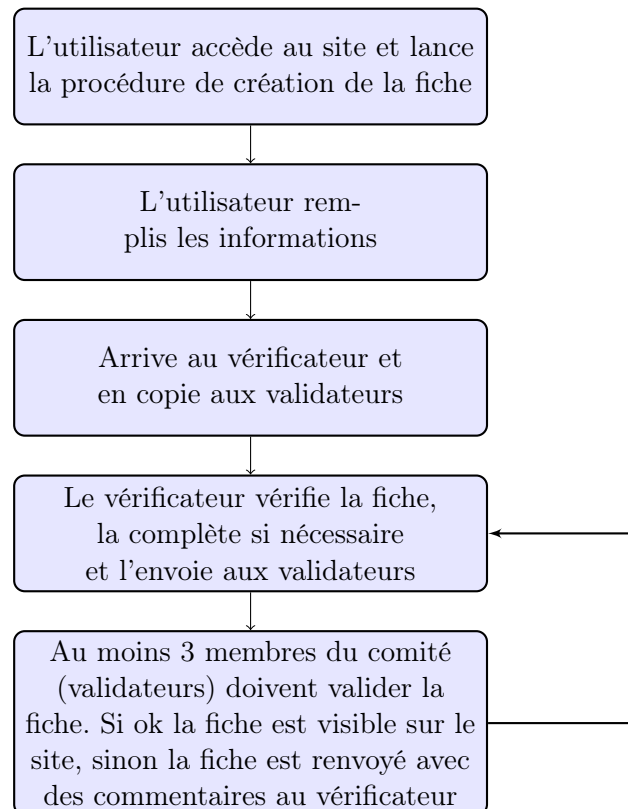 L'utilisateur accède au site et lance
la procédure de création de la fiche
L'utilisateur rem-
plis les informations
Arrive au vérificateur et
en copie aux validateurs
Le vérificateur vérifie la fiche,
la complète si nécessaire
et l'envoie aux validateurs
Au moins 3 membres du comité
(validateurs) doivent valider la
fiche. Si ok la fiche est visible sur le
site, sinon la fiche est renvoyé avec
des commentaires au vérificateur